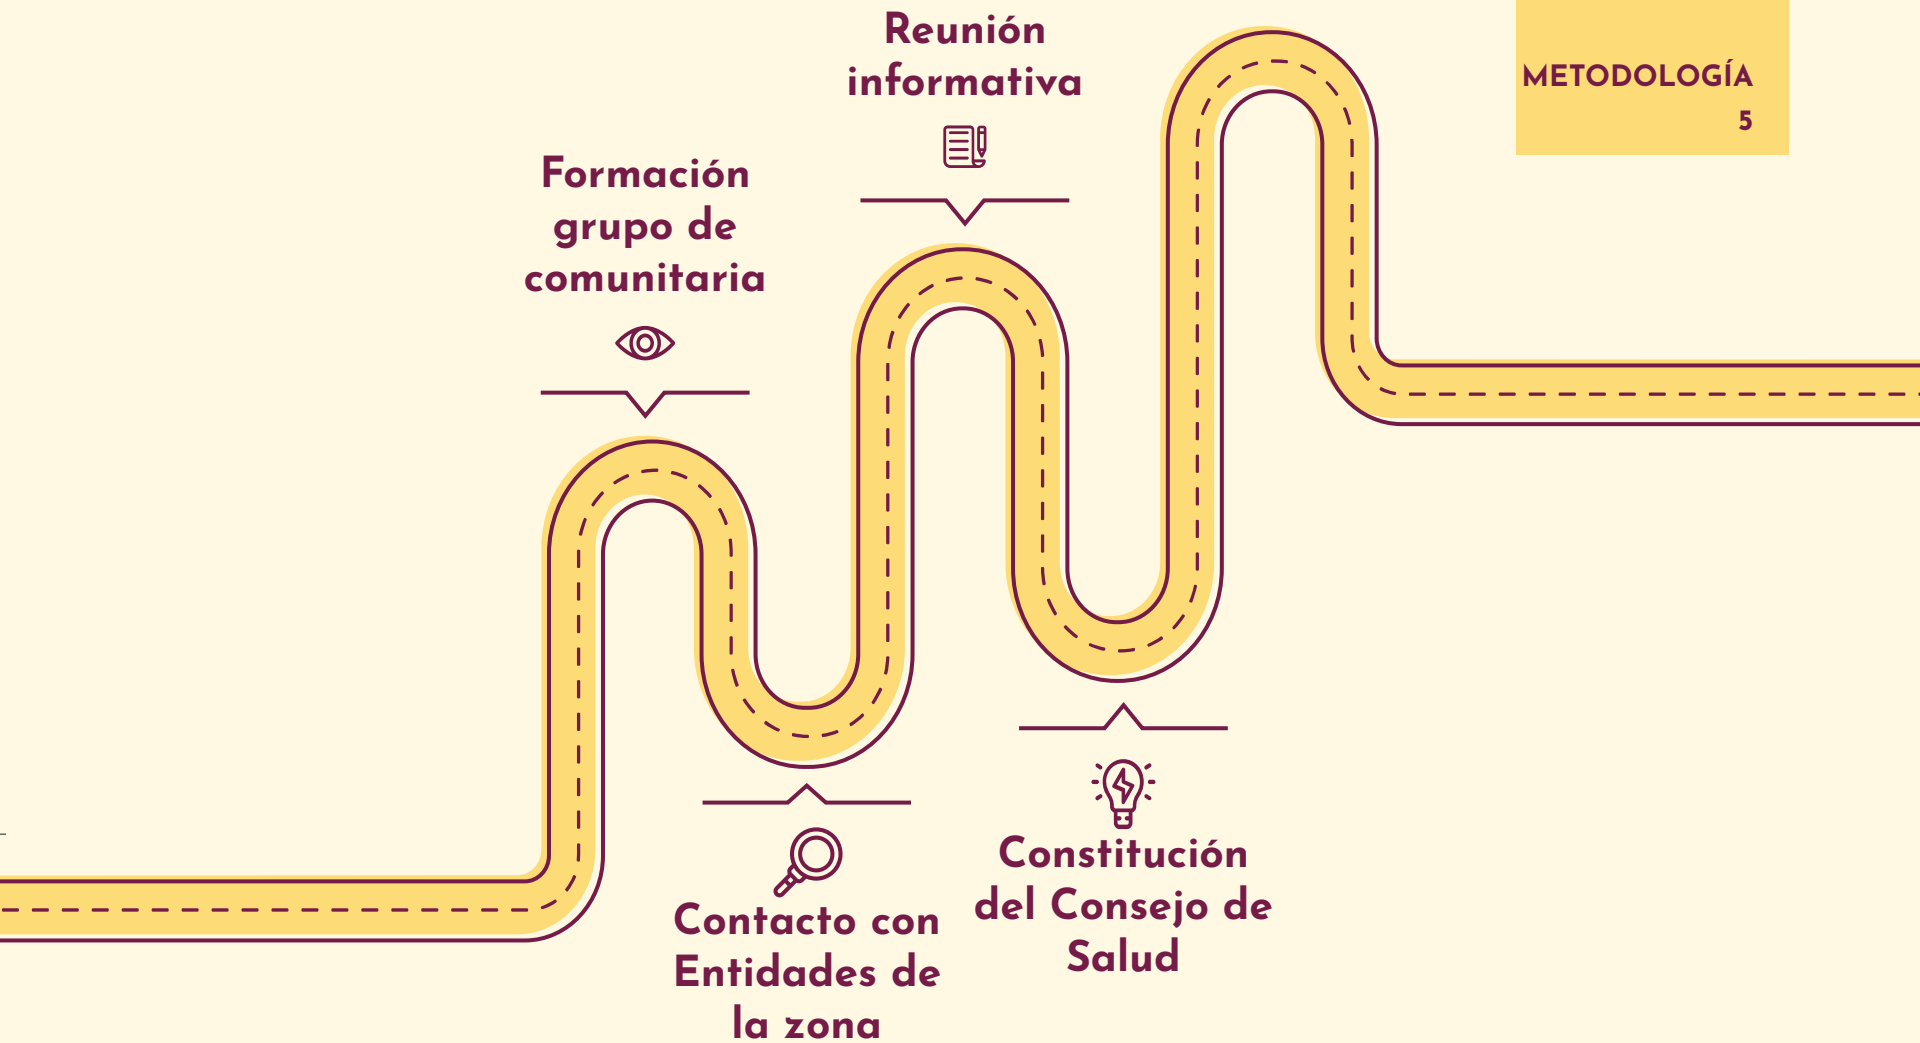 METODOLOGÍA
5
Formación
grupo de
comunitaria
Contacto con
Entidades de
la zona
Reunión
informativa
Constitución
del Consejo de
Salud